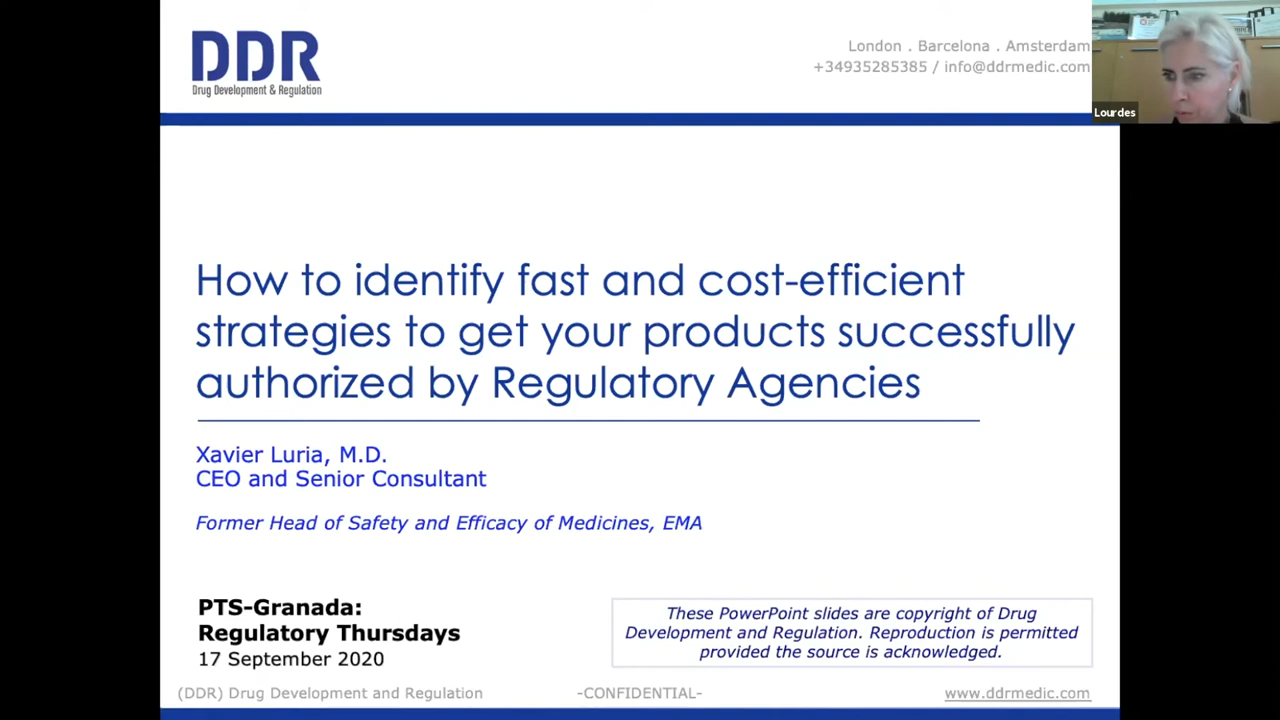 DDR
Drug Development & Regulation
London . Barcelona . Amsterdam
+34935285385 / info@ddrmedic.com
Lourdes
How to identify fast and cost-efficient
strategies to get your products successfully
authorized by Regulatory Agencies
Xavier Luria, M.D.
CEO and Senior Consultant
Former Head of Safety and Efficacy of Medicines, EMA
PTS-Granada:
Regulatory Thursdays
17 September 2020
These PowerPoint slides are copyright of Drug
Development and Regulation. Reproduction is permitted
provided the source is acknowledged.
(DDR) Drug Development and Regulation
-CONFIDENTIAL-
www.ddrmedic.com